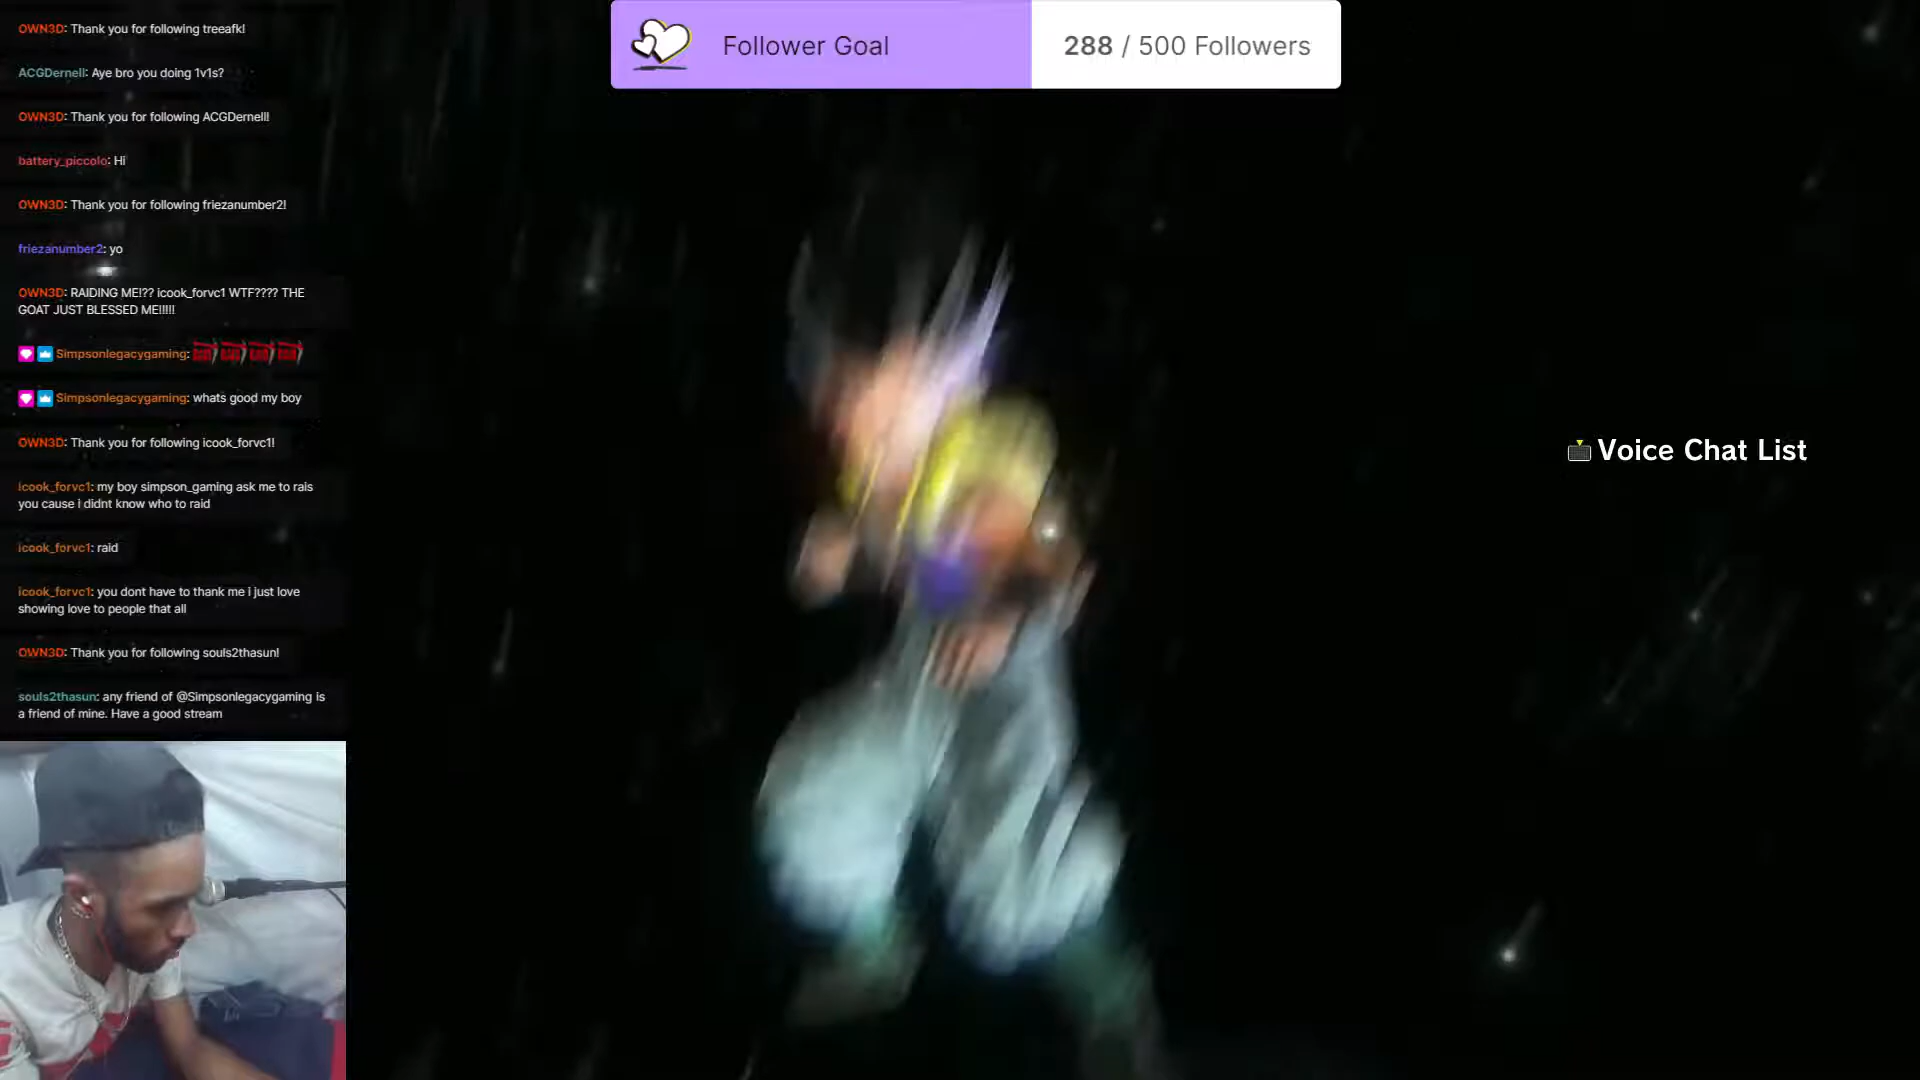 OWN3D: Thank you for following treeafk!
ACGDernell: Aye bro you doing 1v1s?
OWN3D: Thank you for following ACGDernell!
battery_piccolo: Hi
OWN3D: Thank you for following friezanumber2!
friezanumber2: yo
OWN3D: RAIDING ME!?? icook_forvc1 WTF???? THE
GOAT JUST BLESSED ME!!!!!
Simpsonlegacygaming:
Simpsonlegacygaming: whats good my boy
OWN3D: Thank you for following icook_forvc1!
icook_forvc1: my boy simpson_gaming ask me to rais
you cause i didnt know who to raid
icook_forvc1: raid
icook_forvc1: you dont have to thank me i just love
showing love to people that all
OWN3D: Thank you for following souls2thasun!
souls2thasun: any friend of @Simpsonlegacygaming is
a friend of mine. Have a good stream
Follower Goal
288 / 500 Followers
Voice Chat List